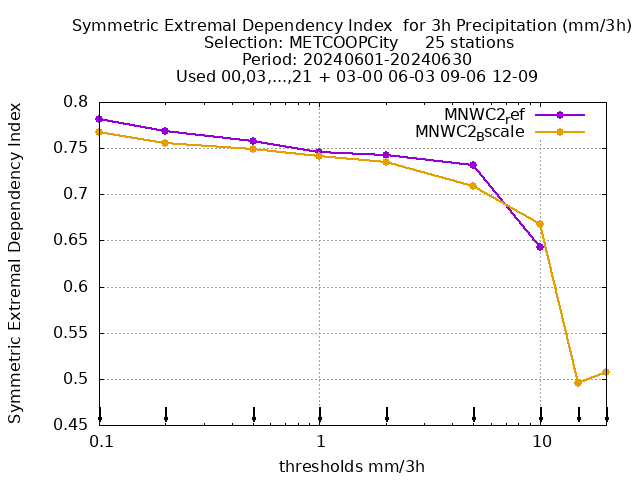 Symmetric Extremal Dependency Index  for 3h Precipitation (mm/3h)
Selection: METCOOPCity     25 stations
Period: 20240601-20240630
Used 00,03,...,21 + 03-00 06-03 09-06 12-09
MNWC2ref
MNWC2Bscale
0.8
0.75
0.7
0.65
0.6
0.55
0.5
0.45
0.1
1
10
Symmetric Extremal Dependency Index
thresholds mm/3h